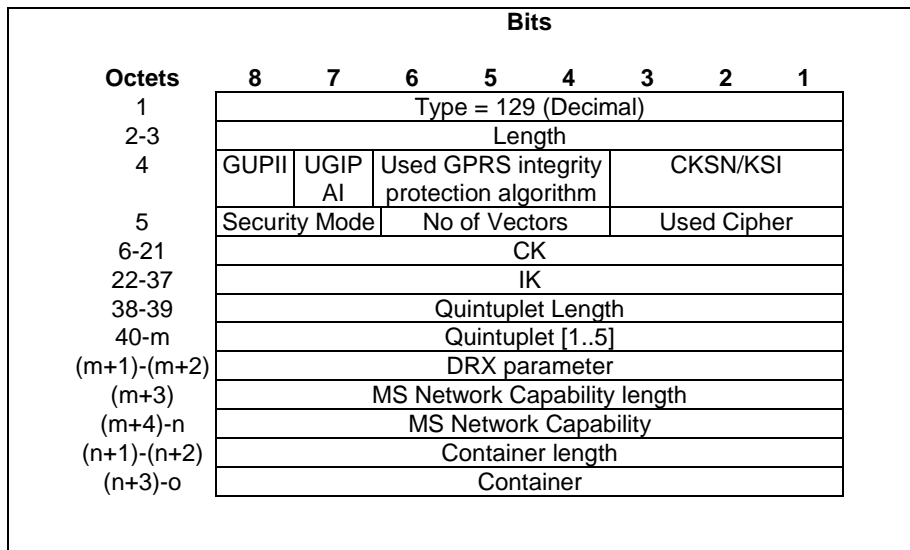 Bits
Octets 8 7 6 5 4 3 2 1
1 Type = 129 (Decimal)
2-3 Length
4 GUPII UGIP AI Used GPRS integrity protection algorithm CKSN/KSI
5 Security Mode No of Vectors Used Cipher
6-21 CK
22-37 IK
38-39 Quintuplet Length
40-m Quintuplet [1..5]
(m+1)-(m+2) DRX parameter
(m+3) MS Network Capability length
(m+4)-n MS Network Capability
(n+1)-(n+2) Container length
(n+3)-o Container